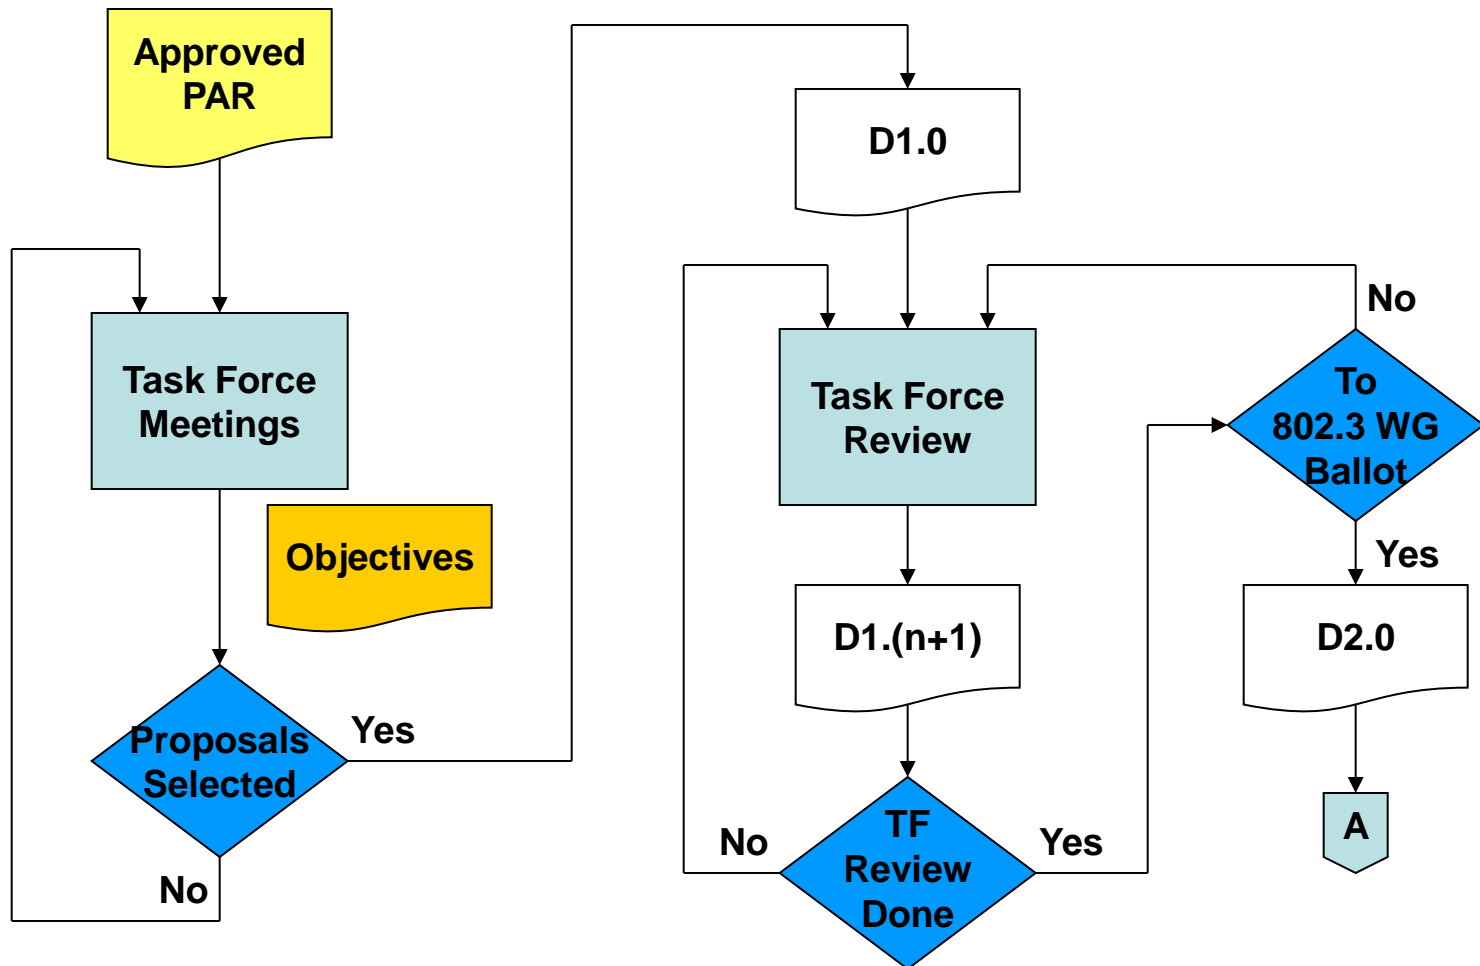 Approved
PAR
Task Force
Meetings
Objectives
Proposals
Selected
Yes
No
D1.0
Task Force
Review
D1.(n+1)
TF
Review
Done
No
Yes
To
802.3 WG
Ballot
No
Yes
D2.0
A